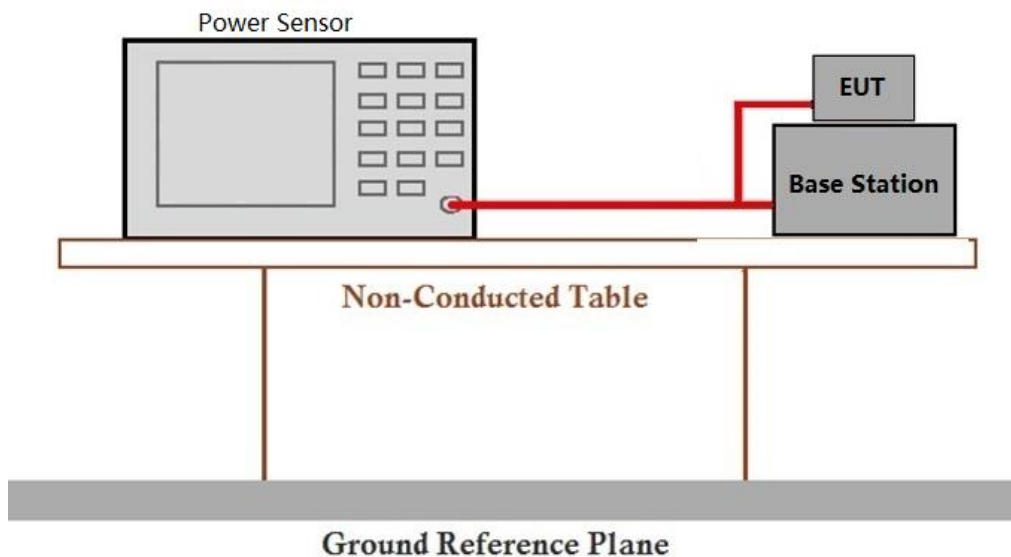 Power Sensor
EUT
Base Station
Non-Conducted Table
Ground Reference Plane